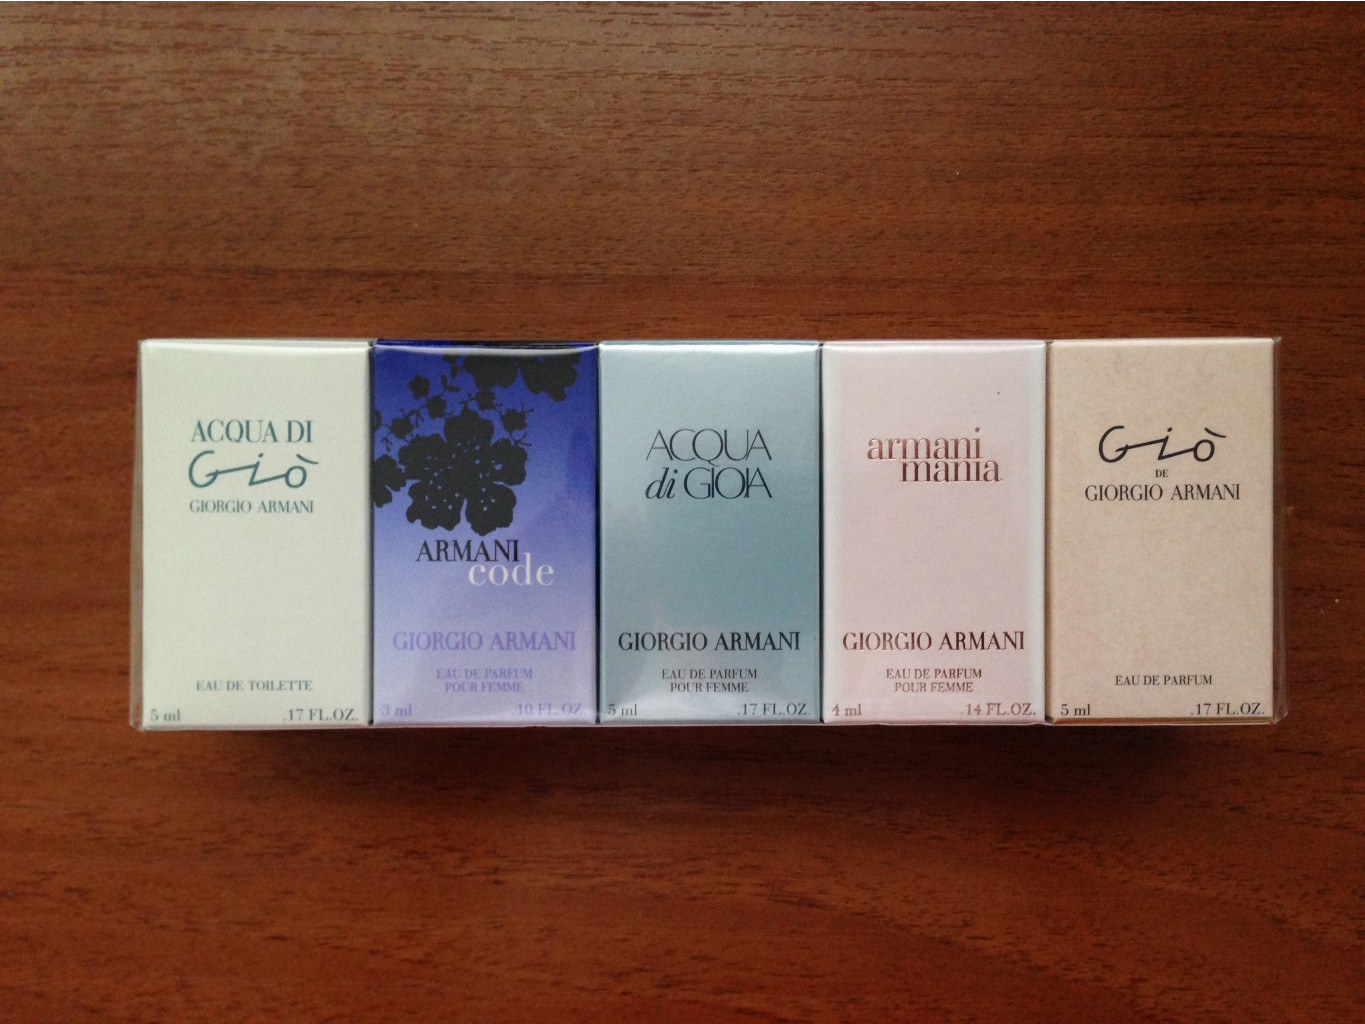 ACQUA DI
Giò
GIORGIO ARMANI
EAU DE TOILETTE
5 ml .17 FL.OZ.
ARMANI
code
GIORGIO ARMANI
EAU DE PARFUM
POUR FEMME
3 ml .10 FL.OZ.
ACQUA
di GIOIA
GIORGIO ARMANI
EAU DE PARFUM
POUR FEMME
5 ml .17 FL.OZ.
armani
mania
GIORGIO ARMANI
EAU DE PARFUM
POUR FEMME
4 ml .14 FL.OZ.
Giò
DE
GIORGIO ARMANI
EAU DE PARFUM
5 ml .17 FL.OZ.